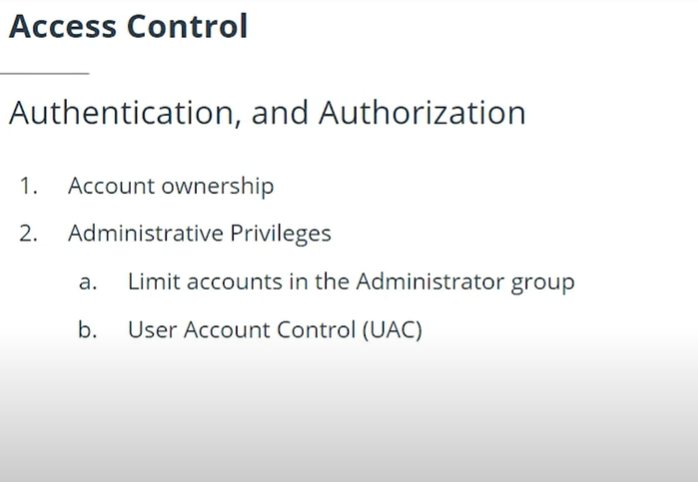 Access Control
Authentication, and Authorization
1. Account ownership
2. Administrative Privileges
a. Limit accounts in the Administrator group
b. User Account Control (UAC)